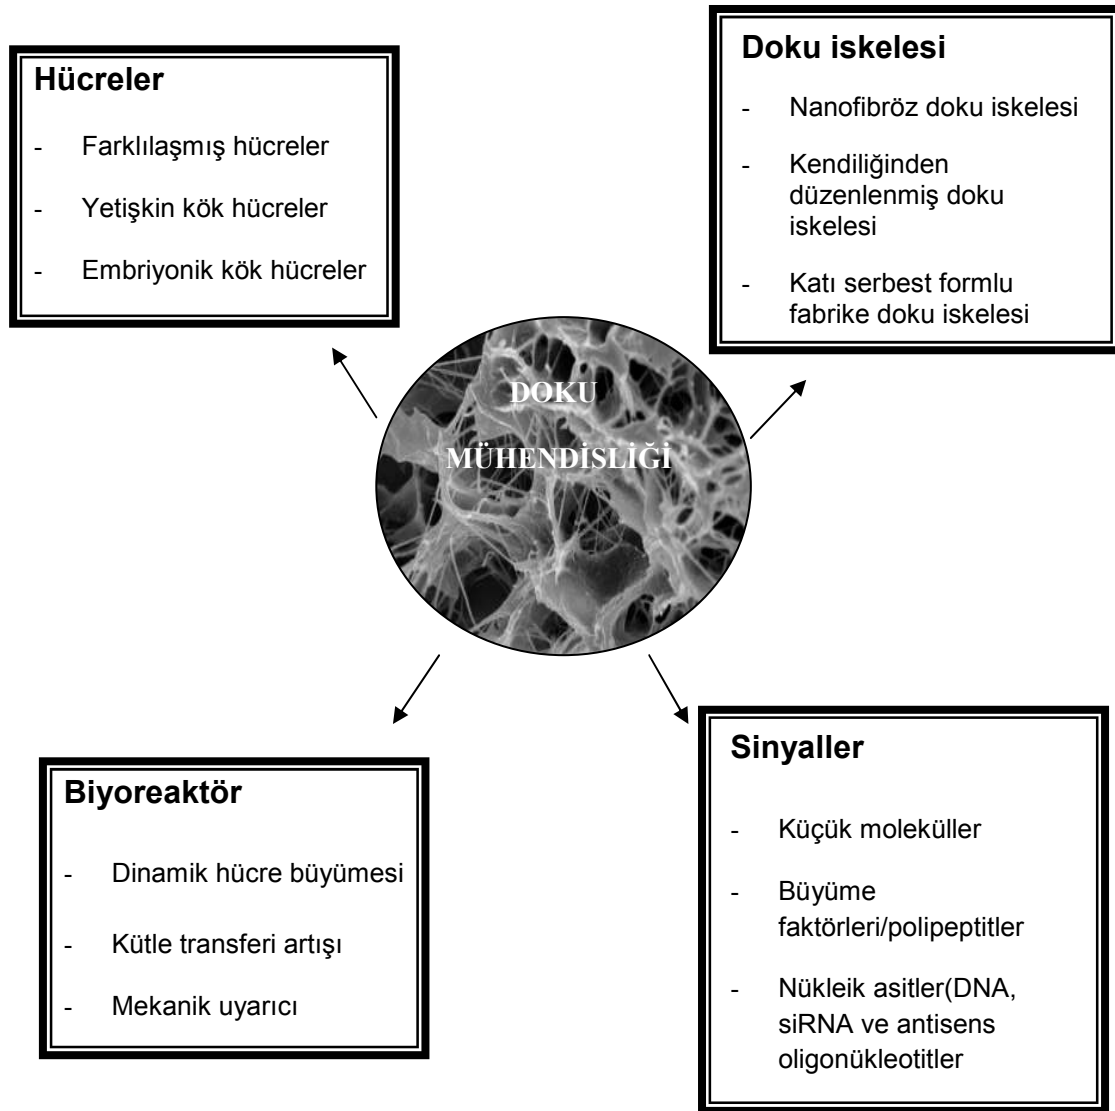 Hücreler
- Farklılaşmış hücreler
- Yetişkin kök hücreler
- Embriyonik kök hücreler
Doku iskelesi
- Nanofibröz doku iskelesi
- Kendiliğinden
düzenlenmiş doku
iskelesi
- Katı serbest formlu
fabrike doku iskelesi
DOKU
MÜHENDİSLİĞİ
Biyoreaktör
- Dinamik hücre büyümesi
- Kütle transferi artışı
- Mekanik uyarıcı
Sinyaller
- Küçük moleküller
- Büyüme
faktörleri/polipeptitler
- Nükleik asitler(DNA,
siRNA ve antisens
oligonükleotitler